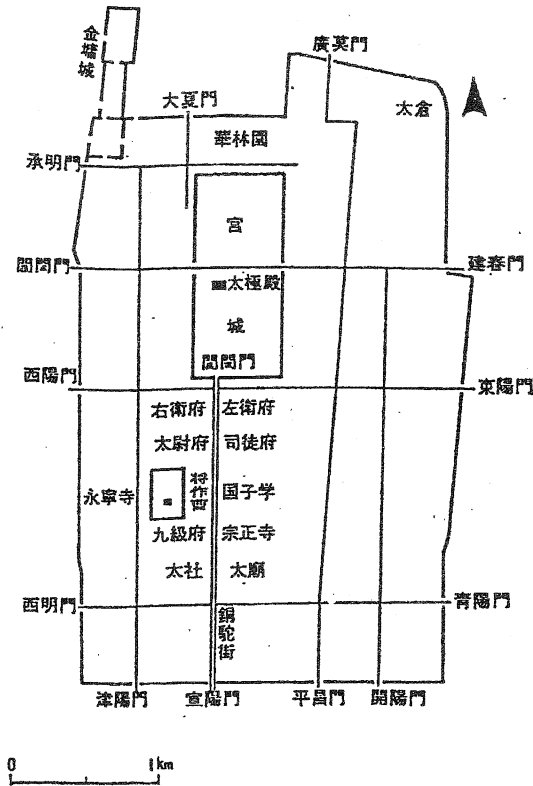 金墉城
廣莫門
大夏門
太倉
華林園
承明門
宮
閶闔門
建春門
太極殿
城
閶闔門
西陽門
東陽門
右衛府
左衛府
太尉府
司徒府
永寧寺
将作曹
国子学
九級府
宗正寺
太社
太廟
西明門
青陽門
銅駝街
津陽門
宣陽門
平昌門
開陽門
0
1km